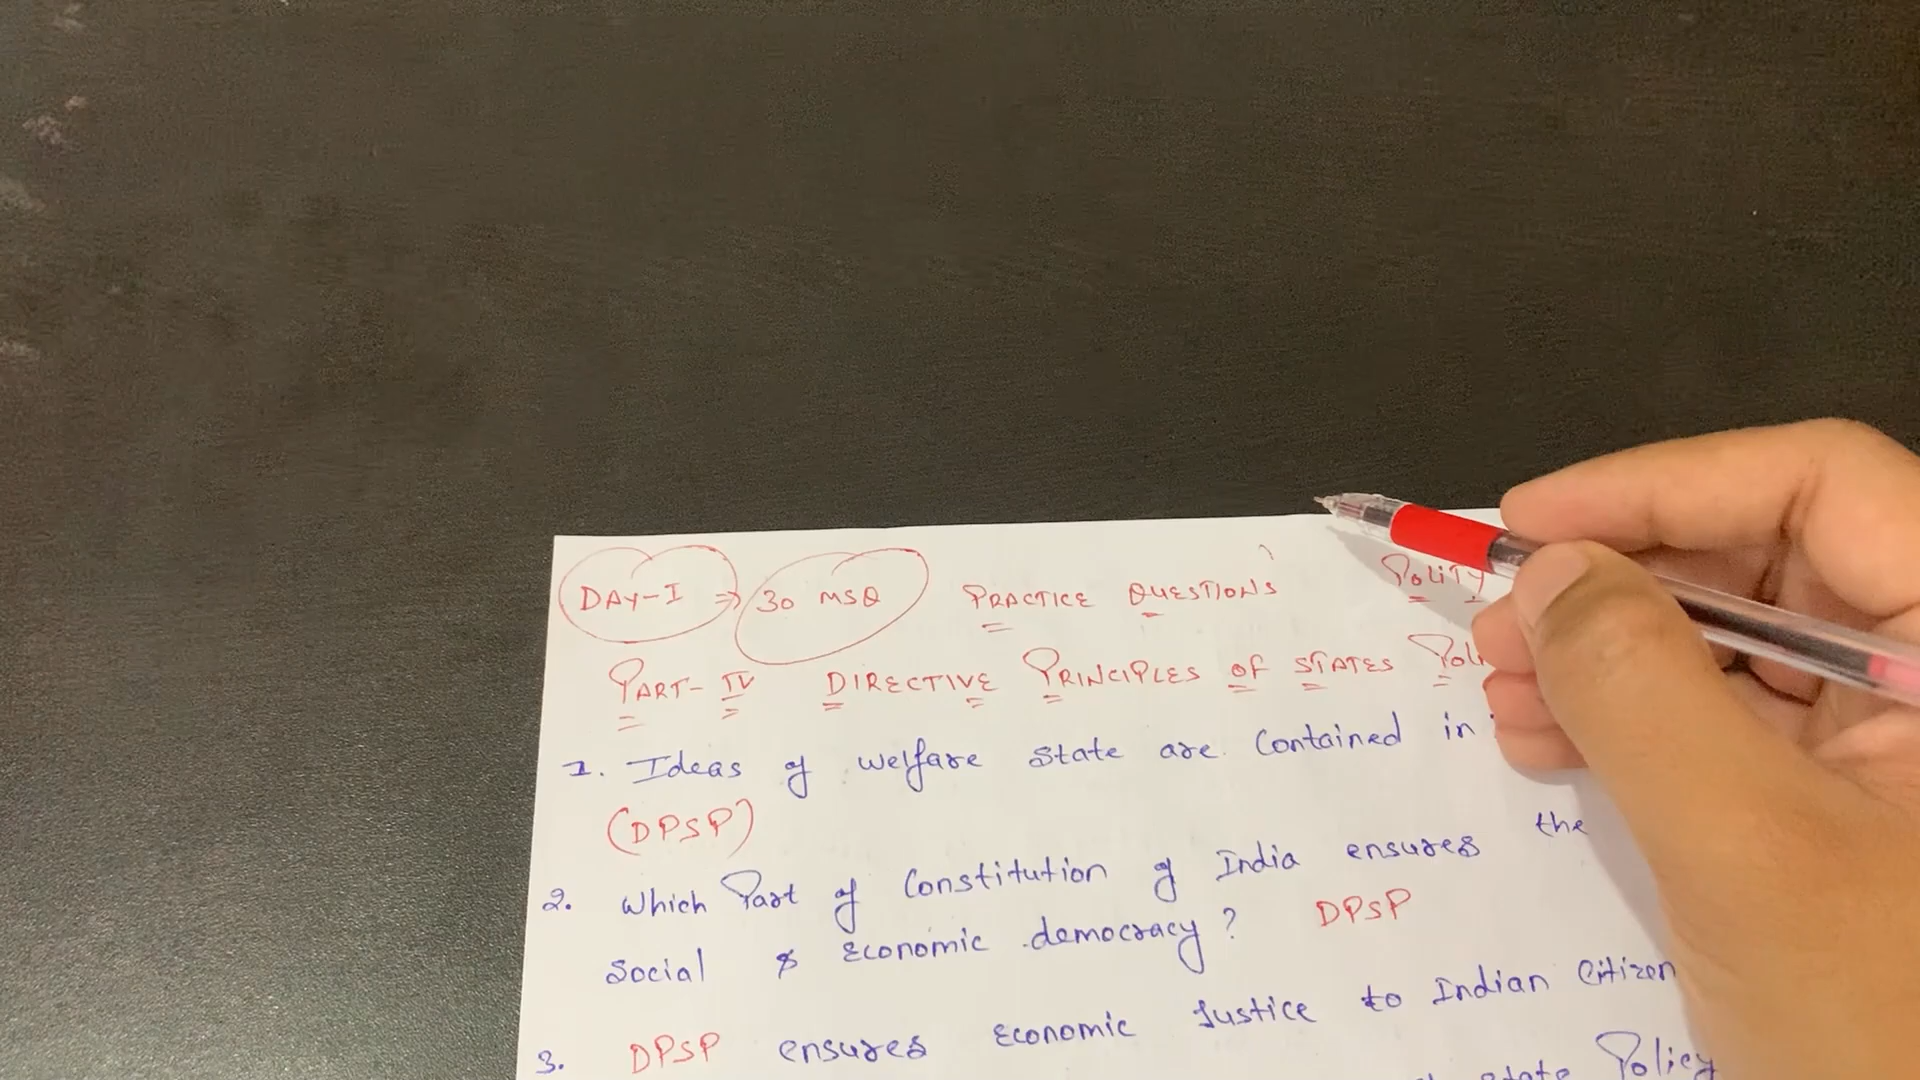 DAY-I ⇒ 30 MSQ PRACTICE QUESTIONS POLITY
PART-IV DIRECTIVE PRINCIPLES OF STATES
1. Ideas of welfare state are contained in
(DPSP)
2. Which Part of Constitution of India ensures the
social & Economic democracy? DPSP
3. DPSP ensures Economic Justice to Indian Citizen
state Policy